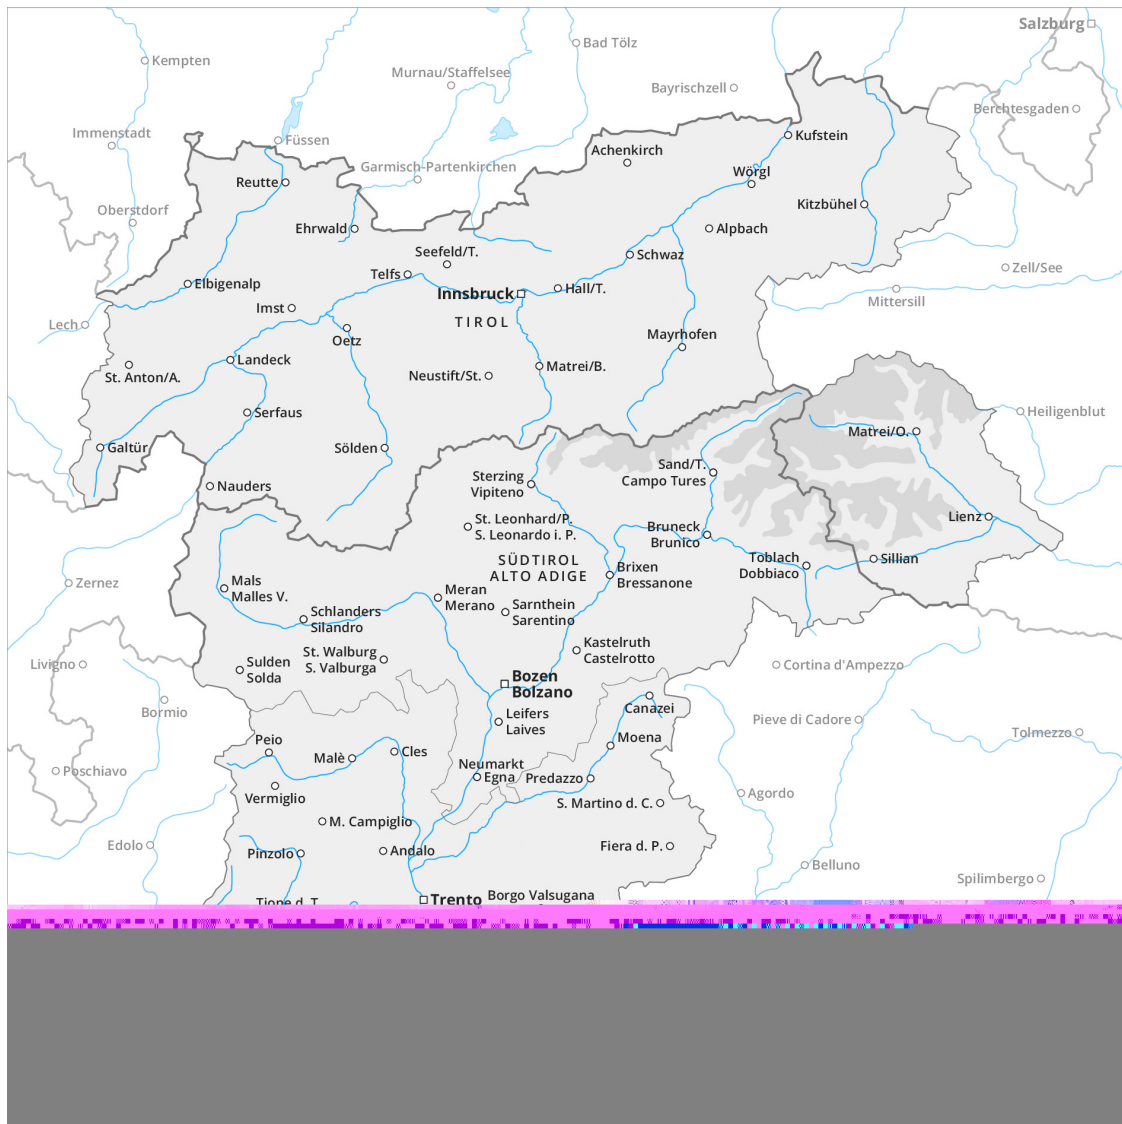 Salzburg
Kempten
Bad Tölz
Murnau/Staffelsee
Bayrischzell
Berchtesgaden
Immenstadt
Füssen
Kufstein
Achenkirch
Garmisch-Partenkirchen
Wörgl
Reutte
Kitzbühel
Oberstdorf
Ehrwald
Alpbach
Seefeld/T.
Schwaz
Zell/See
Telfs
Elbigenalp
Hall/T.
Innsbruck
Mittersill
Imst
TIROL
Lech
Oetz
Mayrhofen
Landeck
Matrei/B.
St. Anton/A.
Neustift/St.
Serfaus
Heiligenblut
Matrei/O.
Galtür
Sölden
Sand/T.
Campo Tures
Sterzing
Vipiteno
Nauders
Lienz
St. Leonhard/P.
S. Leonardo i. P.
Bruneck
Brunico
SÜDTIROL
ALTO ADIGE
Toblach
Dobbiaco
Sillian
Brixen
Bressanone
Zernez
Mals
Malles V.
Meran
Merano
Sarnthein
Sarentino
Schlanders
Silandro
Kastelruth
Castelrotto
St. Walburg
S. Valburga
Livigno
Sulden
Solda
Cortina d'Ampezzo
Bozen
Bolzano
Canazei
Bormio
Leifers
Laives
Pieve di Cadore
Tolmezzo
Moena
Peio
Cles
Malè
Neumarkt
Egna
Poschiavo
Predazzo
Vermiglio
Agordo
S. Martino d. C.
M. Campiglio
Edolo
Fiera d. P.
Pinzolo
Andalo
Belluno
Spilimbergo
Borgo Valsugana
Trento
Tione d. T.